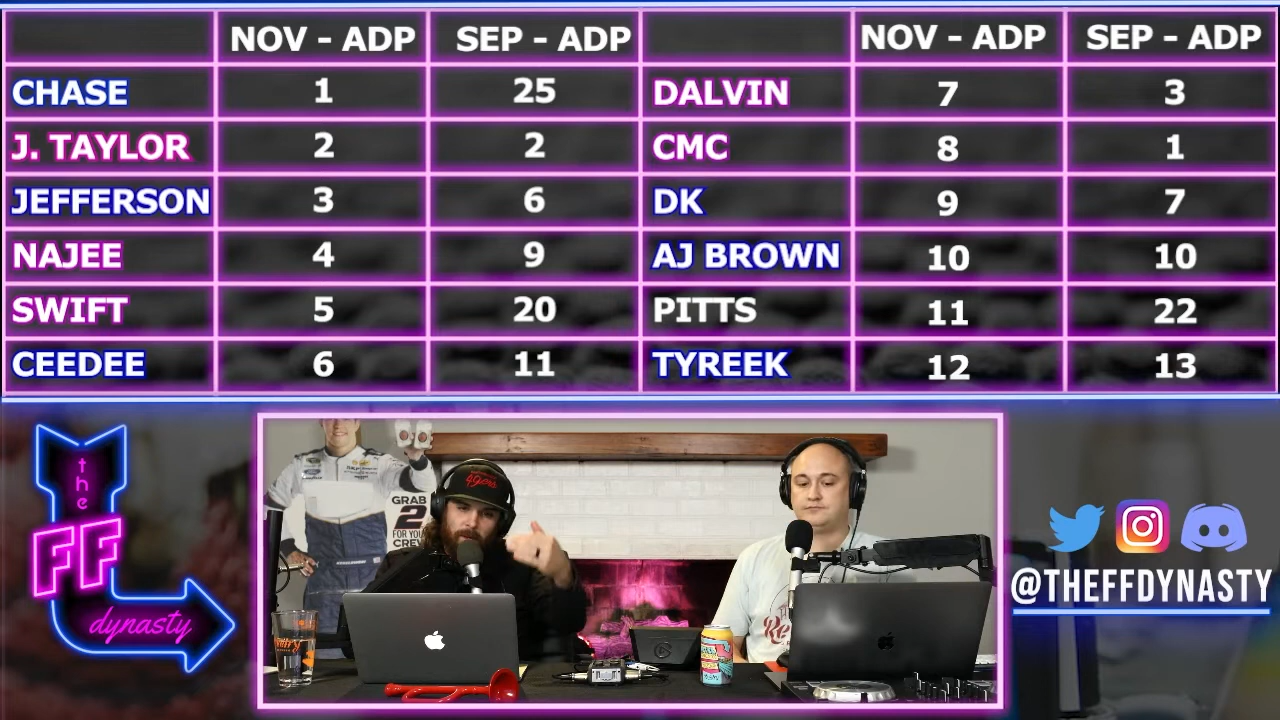 NOV - ADP SEP - ADP NOV - ADP SEP - ADP
CHASE 1 25 DALVIN 7 3
J. TAYLOR 2 2 CMC 8 1
JEFFERSON 3 6 DK 9 7
NAJEE 4 9 AJ BROWN 10 10
SWIFT 5 20 PITTS 11 22
CEEDEE 6 11 TYREEK 12 13
the
FF
dynasty
49ers
GRAB
2
FOR YOUR
CREW
@THEFFDYNASTY